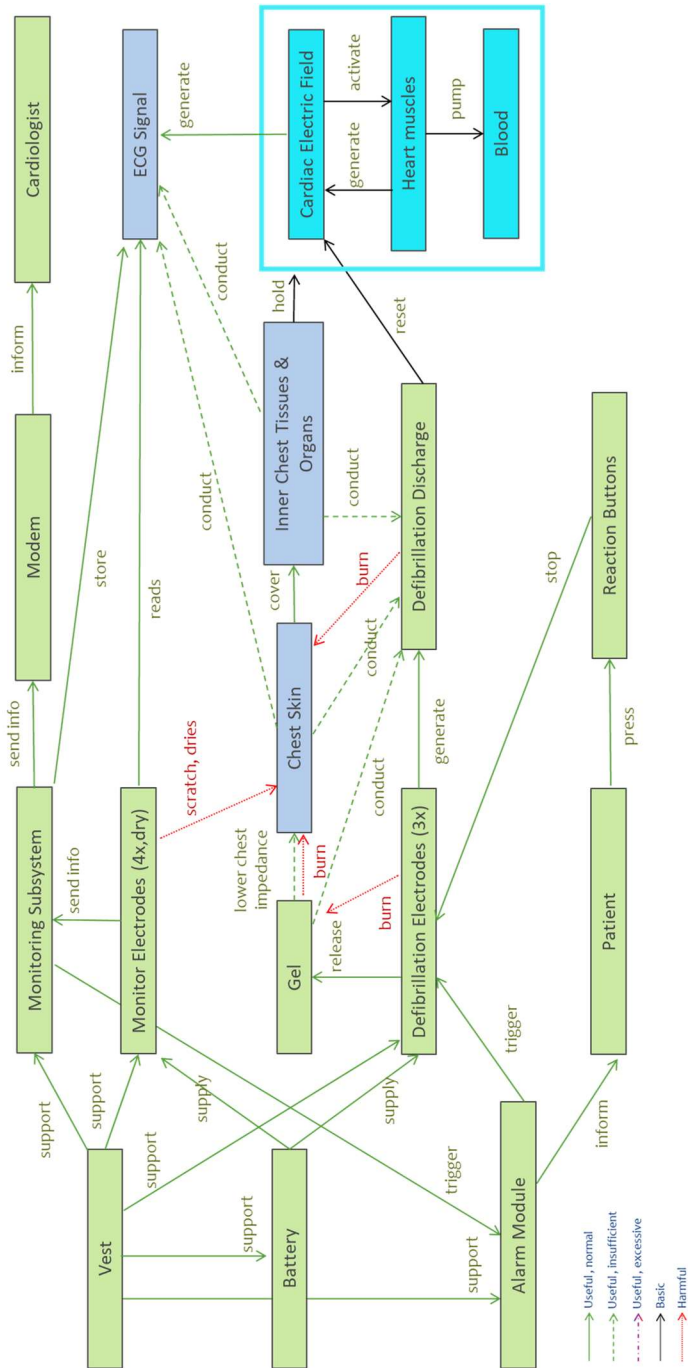 Vest
Battery
Alarm Module
support
support
support
support
support
supply
supply
trigger
trigger
inform
Monitoring Subsystem
Monitor Electrodes (4x,dry)
send info
send info
Gel
release
burn
Defibrillation Electrodes (3x)
Patient
press
lower chest
impedance
burn
scratch, dries
store
reads
Modem
inform
Cardiologist
Chest Skin
cover
conduct
conduct
conduct
conduct
conduct
burn
generate
Defibrillation Discharge
stop
Reaction Buttons
Inner Chest Tissues &
Organs
hold
reset
ECG Signal
generate
Cardiac Electric Field
generate
activate
Heart muscles
pump
Blood
Useful, normal
Useful, insufficient
Useful, excessive
Basic
Harmful